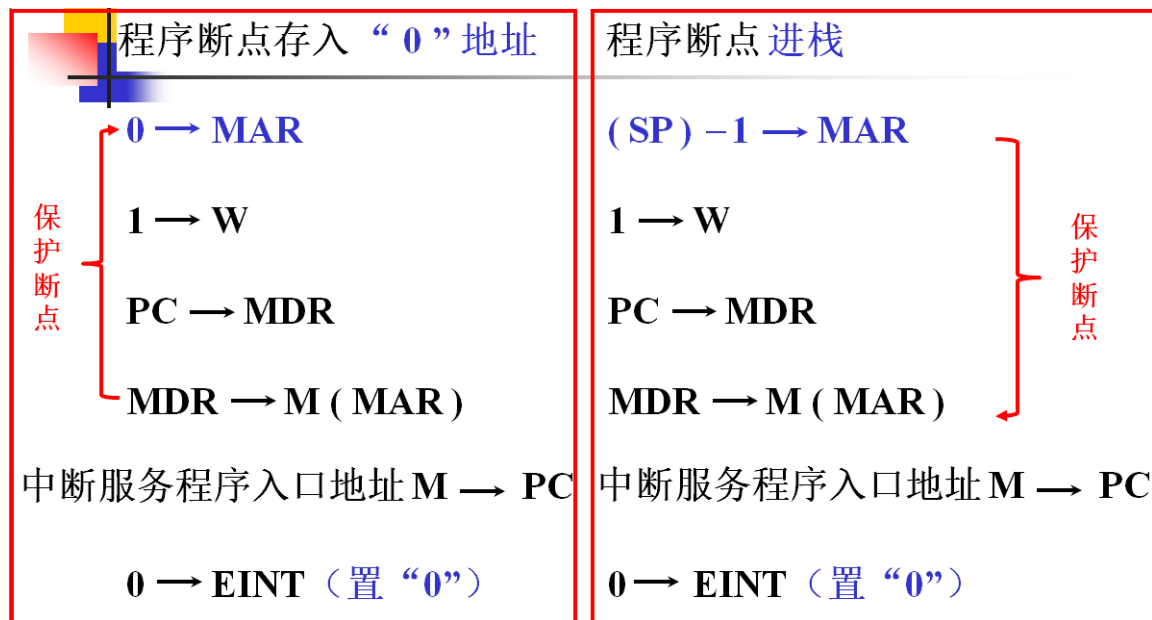 程序断点存入“0”地址
0 → MAR
1 → W
PC → MDR
MDR → M ( MAR )
保护断点
中断服务程序入口地址 M → PC
0 → EINT（置“0”）
程序断点 进栈
( SP ) – 1 → MAR
1 → W
PC → MDR
MDR → M ( MAR )
保护断点
中断服务程序入口地址 M → PC
0 → EINT（置“0”）